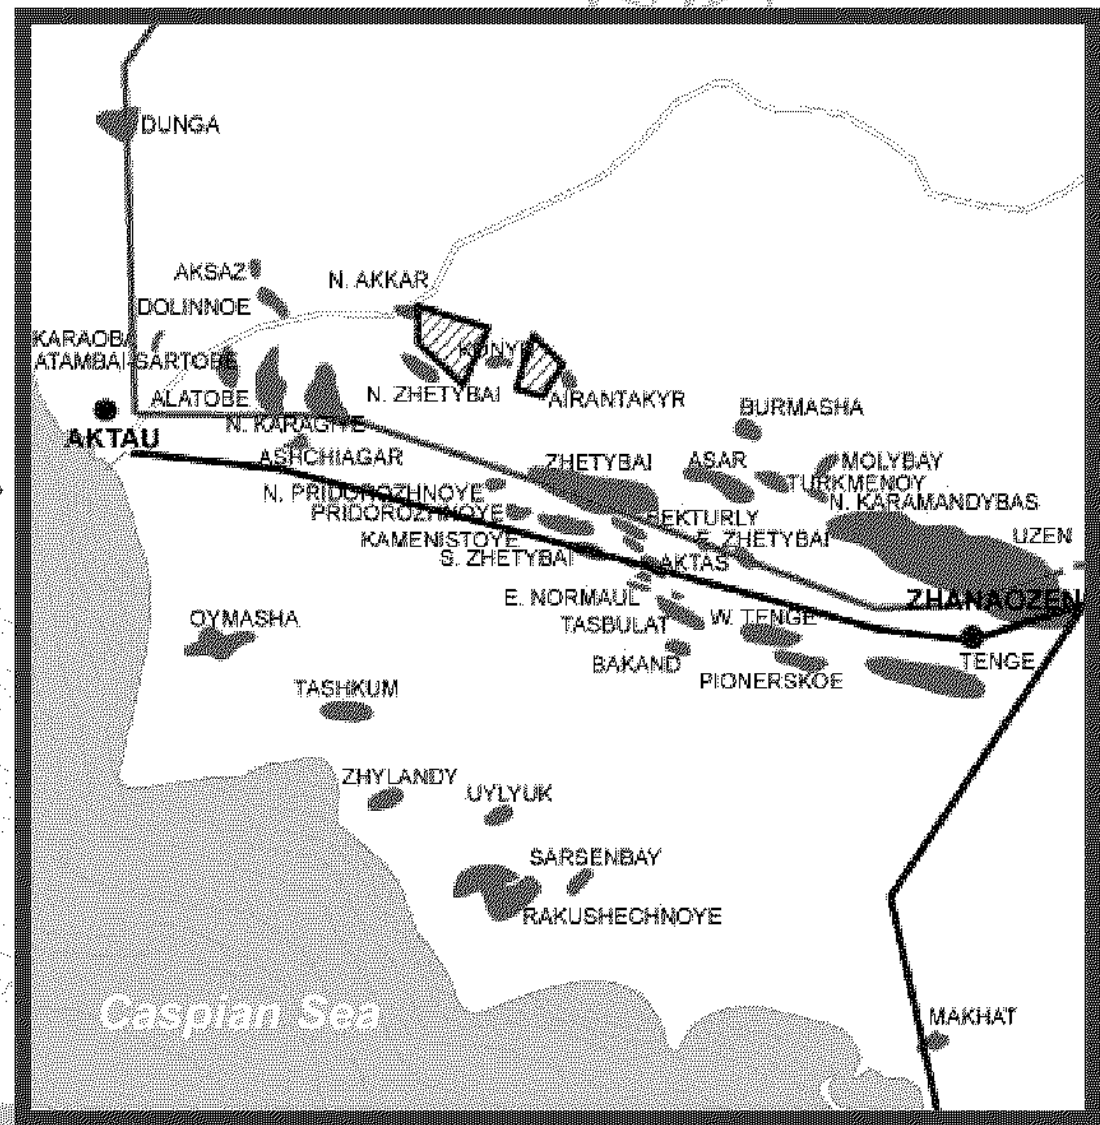 DUNGA
AKSAZ
N. AKKAR
DOLINNOE
KARAOBA
ATAMBAI-SARTOBE
N. ZHETYBAI
AIRANTAKYR
ALATOBE
BURMASHA
N. KARAGIYE
AKTAU
ASHCHIAGAR
ZHETYBAI
ASAR
MOLYBAY
TURKMENOY
N. PRIDOROZHNOYE
N. KARAMANDYBAS
PRIDOROZHNOYE
BEKTURLY
UZEN
KAMENISTOYE
E. ZHETYBAI
S. ZHETYBAI
AKTAS
E. NORMAUL
ZHANAOZEN
OYMASHA
TASBULAT
W. TENGE
BAKAND
TENGE
PIONERSKOE
TASHKUM
ZHYLANDY
UYLYUK
SARSENBAY
RAKUSHECHNOYE
Caspian Sea
MAKHAT